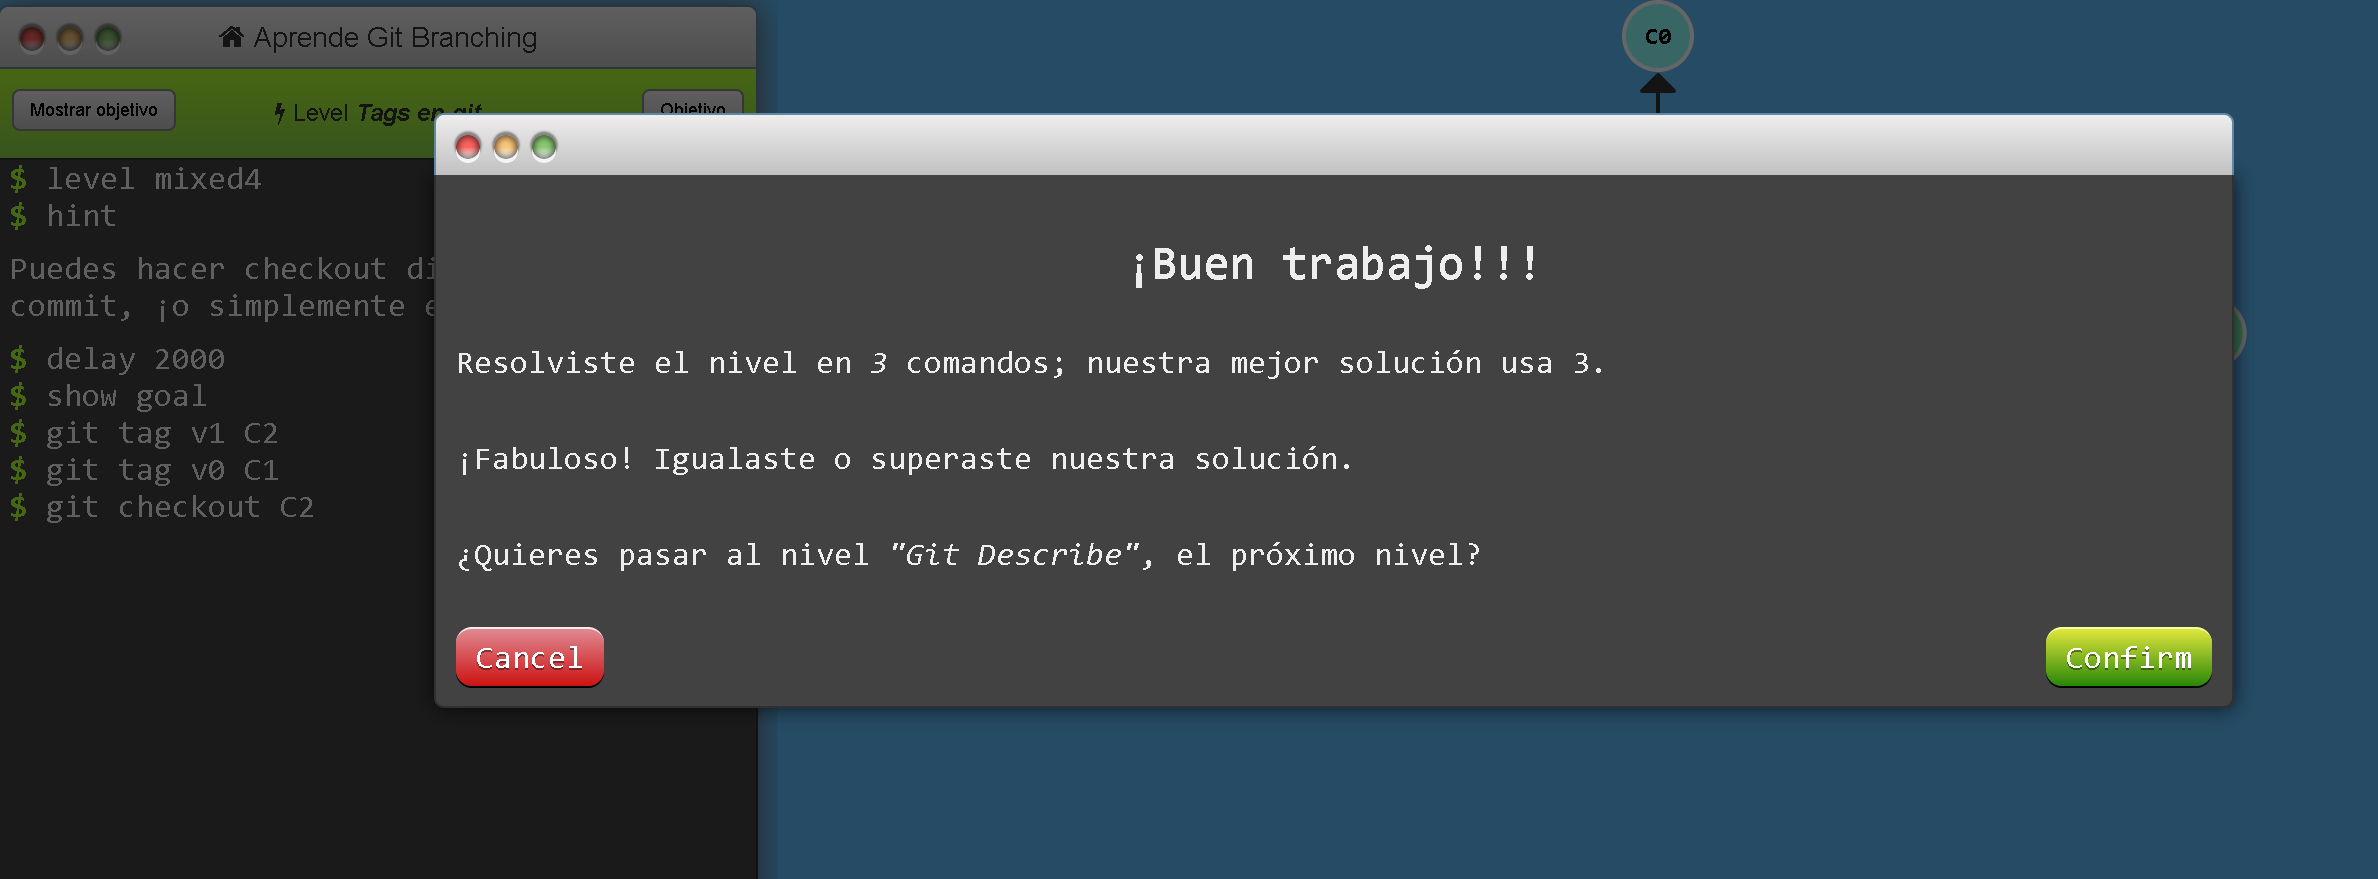 Aprende Git Branching
Mostrar objetivo
Level Tags en git
Objetivo
C0
$ level mixed4
$ hint
Puedes hacer checkout
commit, ¡o simplemente
$ delay 2000
$ show goal
$ git tag v1 C2
$ git tag v0 C1
$ git checkout C2
¡Buen trabajo!!!
Resolviste el nivel en 3 comandos; nuestra mejor solución usa 3.
¡Fabuloso! Igualaste o superaste nuestra solución.
¿Quieres pasar al nivel "Git Describe", el próximo nivel?
Cancel
Confirm